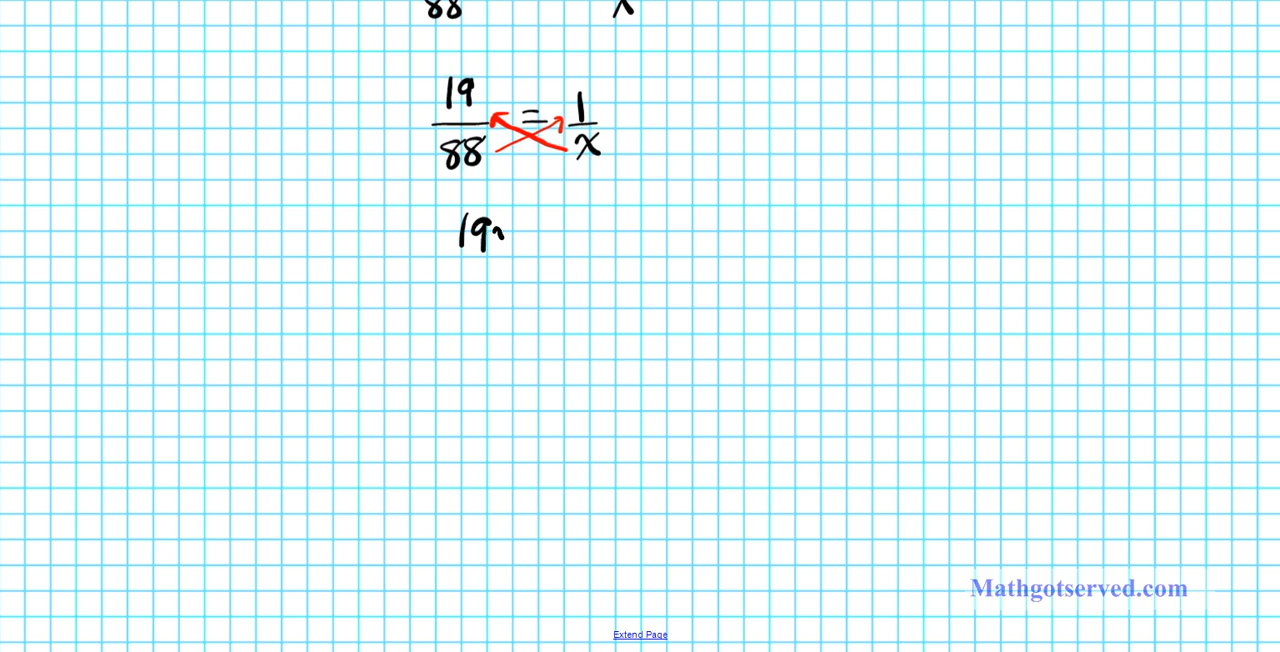 88 x
19/88 = 1/x
19
Mathgotserved.com
Extend Page